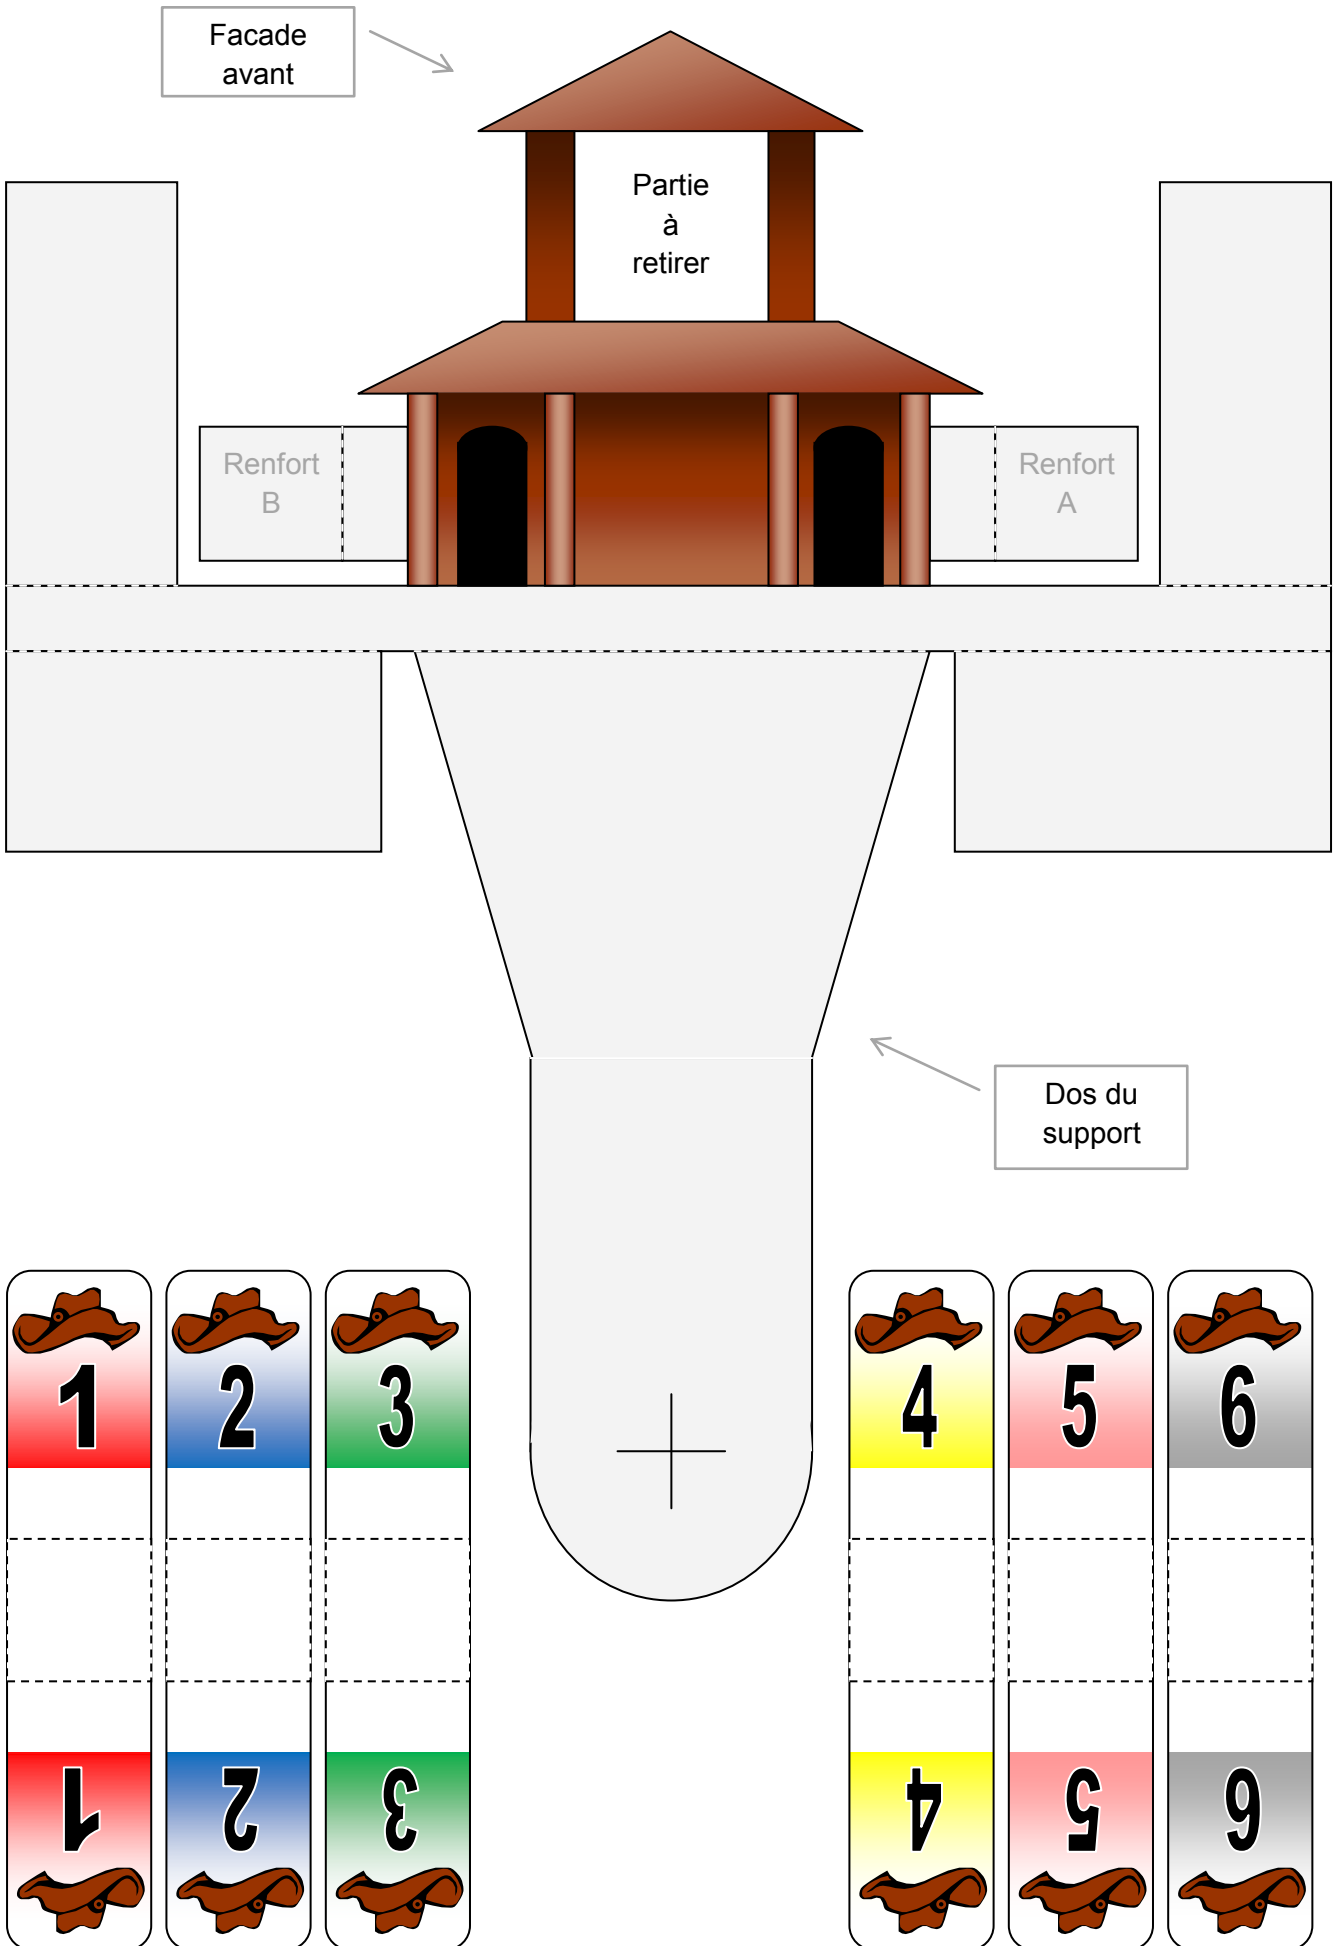 Facade
avant
Partie
à
retirer
Renfort
B
Renfort
A
Dos du
support
1 2 3 4 5 6
1 2 3 4 5 6